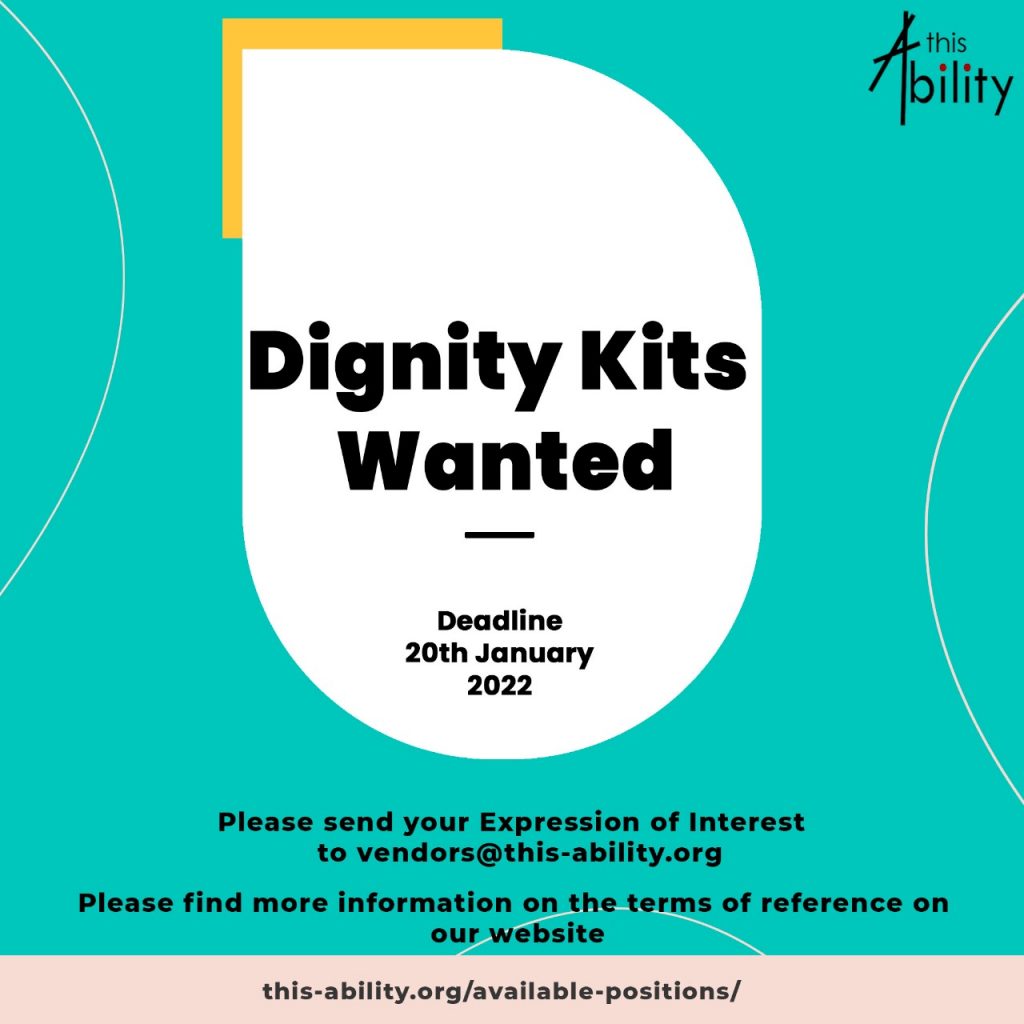 this
Ability
Dignity Kits
Wanted
Deadline
20th January
2022
Please send your Expression of Interest
to vendors@this-ability.org
Please find more information on the terms of reference on
our website
this-ability.org/available-positions/